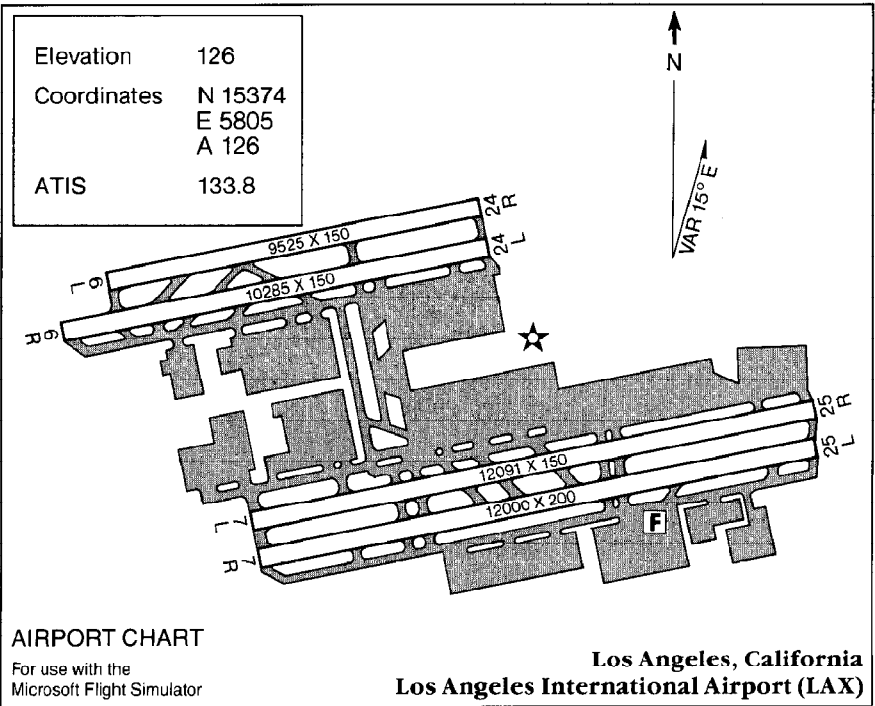 Elevation 126
Coordinates N 15374
E 5805
A 126
ATIS 133.8
N
VAR 15° E
24 R
9525 X 150
24 L
6 L
10285 X 150
6 R
25 R
12091 X 150
25 L
12000 X 200
7 L
F
7 R
AIRPORT CHART
For use with the
Microsoft Flight Simulator
Los Angeles, California
Los Angeles International Airport (LAX)